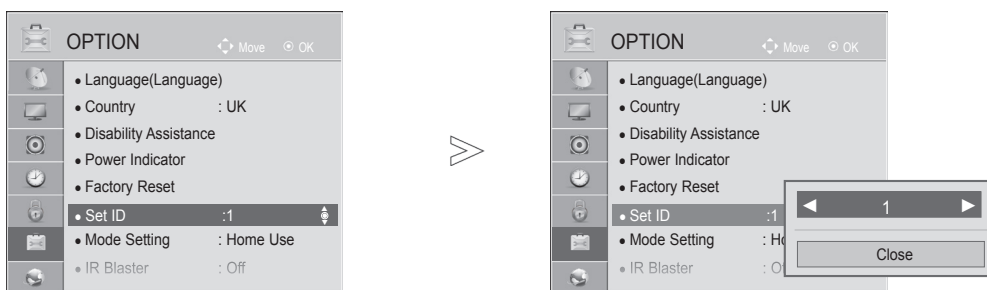 OPTION Move OK
• Language(Language)
• Country : UK
• Disability Assistance
• Power Indicator
• Factory Reset
• Set ID :1
• Mode Setting : Home Use
• IR Blaster : Off
OPTION Move OK
• Language(Language)
• Country : UK
• Disability Assistance
• Power Indicator
• Factory Reset
• Set ID :1
• Mode Setting : Ho
• IR Blaster : O
◀ 1 ▶
Close